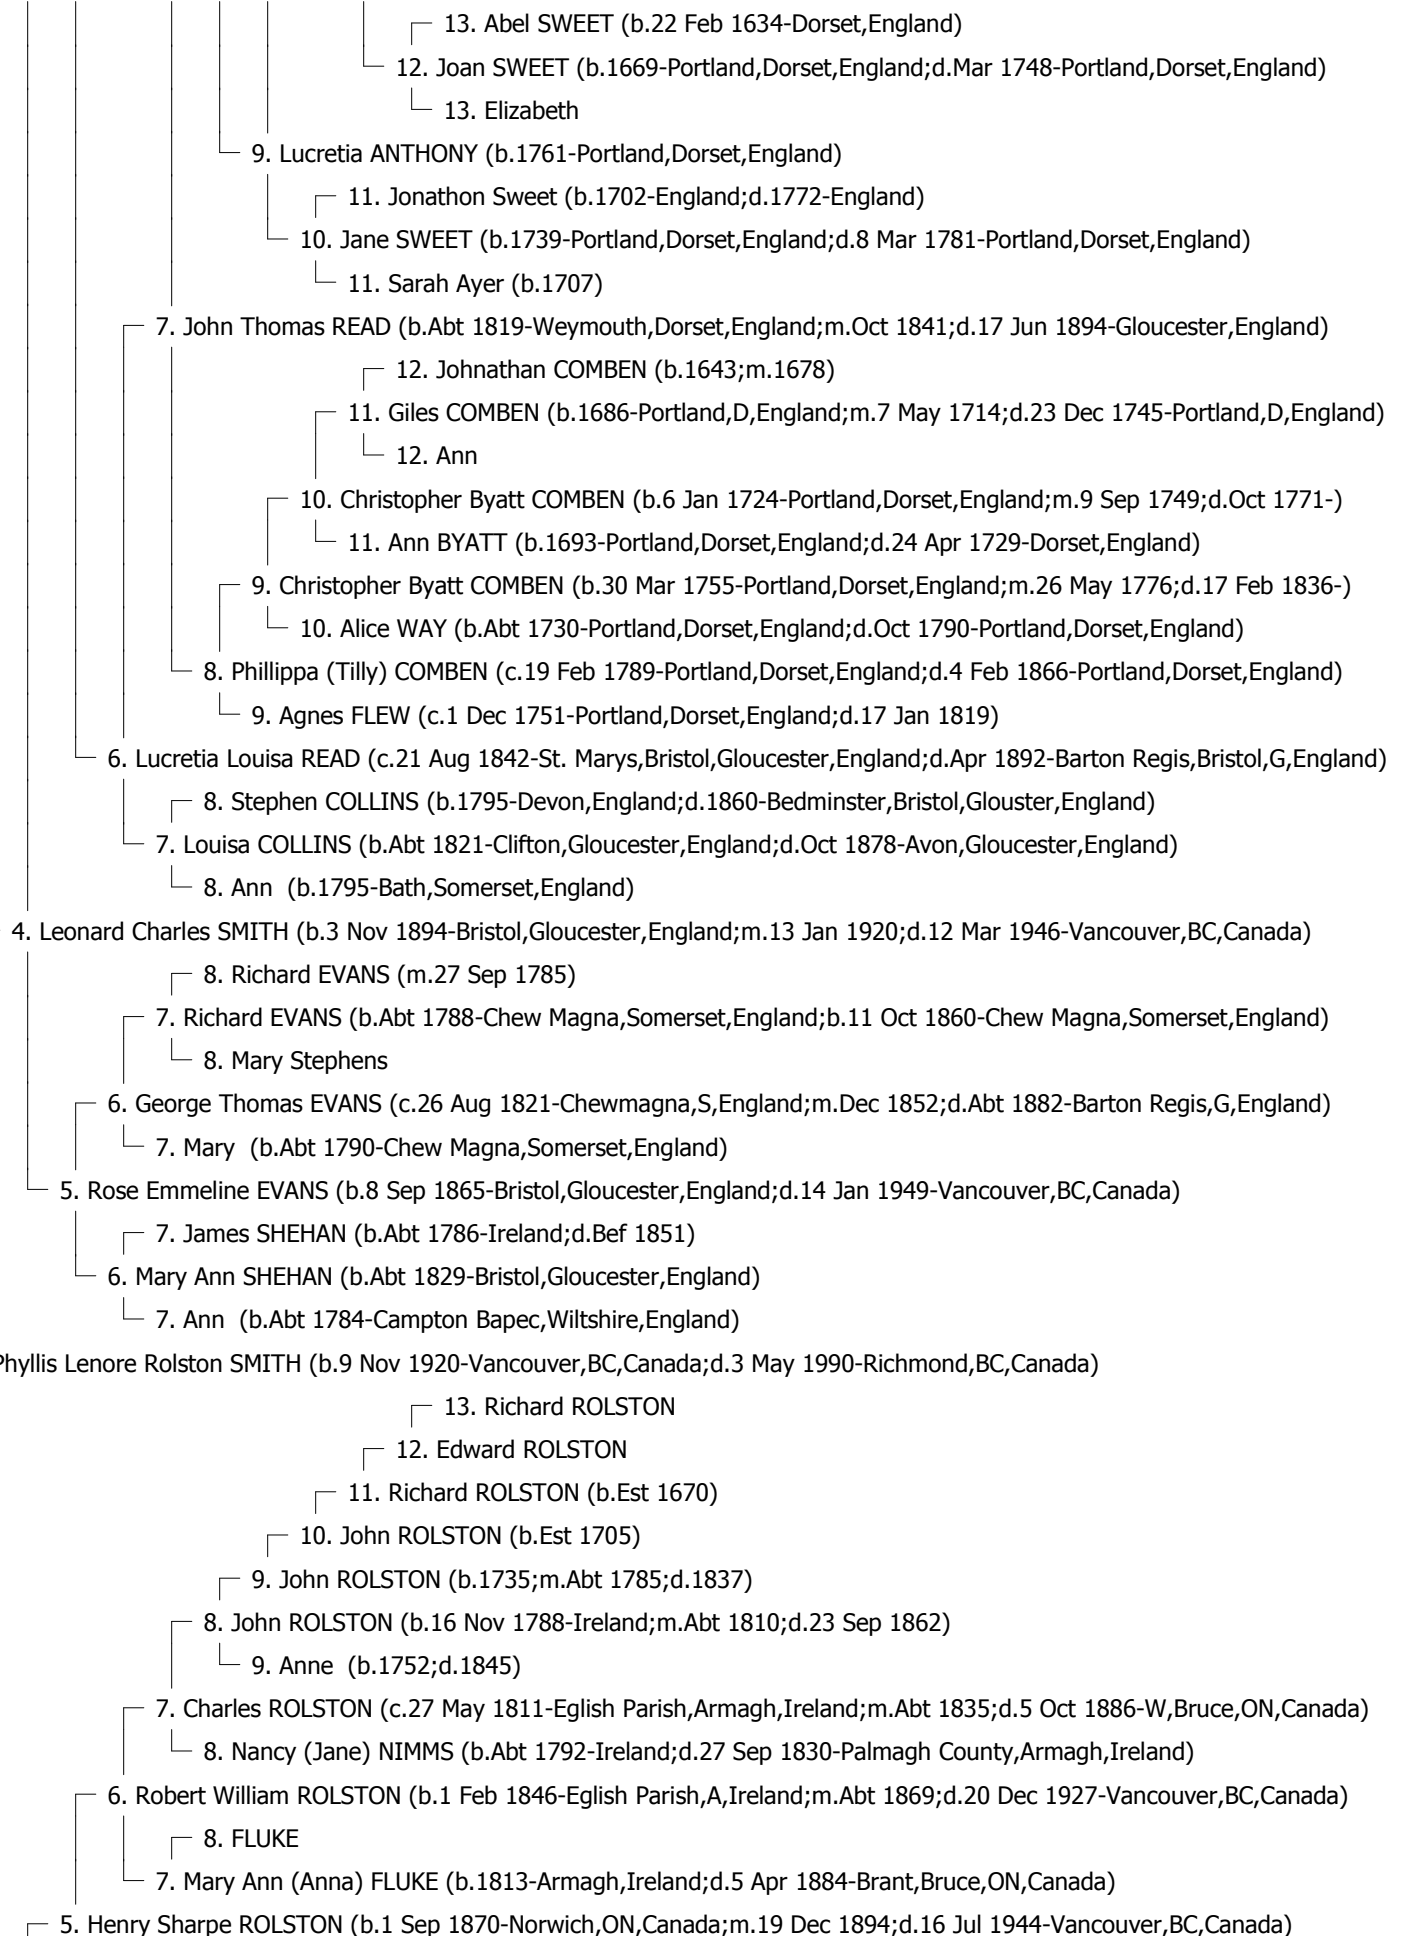 13. Abel SWEET (b.22 Feb 1634-Dorset,England)
12. Joan SWEET (b.1669-Portland,Dorset,England;d.Mar 1748-Portland,Dorset,England)
13. Elizabeth
9. Lucretia ANTHONY (b.1761-Portland,Dorset,England)
11. Jonathon Sweet (b.1702-England;d.1772-England)
10. Jane SWEET (b.1739-Portland,Dorset,England;d.8 Mar 1781-Portland,Dorset,England)
11. Sarah Ayer (b.1707)
7. John Thomas READ (b.Abt 1819-Weymouth,Dorset,England;m.Oct 1841;d.17 Jun 1894-Gloucester,England)
12. Johnathan COMBEN (b.1643;m.1678)
11. Giles COMBEN (b.1686-Portland,D,England;m.7 May 1714;d.23 Dec 1745-Portland,D,England)
12. Ann
10. Christopher Byatt COMBEN (b.6 Jan 1724-Portland,Dorset,England;m.9 Sep 1749;d.Oct 1771-)
11. Ann BYATT (b.1693-Portland,Dorset,England;d.24 Apr 1729-Dorset,England)
9. Christopher Byatt COMBEN (b.30 Mar 1755-Portland,Dorset,England;m.26 May 1776;d.17 Feb 1836-)
10. Alice WAY (b.Abt 1730-Portland,Dorset,England;d.Oct 1790-Portland,Dorset,England)
8. Phillippa (Tilly) COMBEN (c.19 Feb 1789-Portland,Dorset,England;d.4 Feb 1866-Portland,Dorset,England)
9. Agnes FLEW (c.1 Dec 1751-Portland,Dorset,England;d.17 Jan 1819)
6. Lucretia Louisa READ (c.21 Aug 1842-St. Marys,Bristol,Gloucester,England;d.Apr 1892-Barton Regis,Bristol,G,England)
8. Stephen COLLINS (b.1795-Devon,England;d.1860-Bedminster,Bristol,Glouster,England)
7. Louisa COLLINS (b.Abt 1821-Clifton,Gloucester,England;d.Oct 1878-Avon,Gloucester,England)
8. Ann (b.1795-Bath,Somerset,England)
4. Leonard Charles SMITH (b.3 Nov 1894-Bristol,Gloucester,England;m.13 Jan 1920;d.12 Mar 1946-Vancouver,BC,Canada)
8. Richard EVANS (m.27 Sep 1785)
7. Richard EVANS (b.Abt 1788-Chew Magna,Somerset,England;b.11 Oct 1860-Chew Magna,Somerset,England)
8. Mary Stephens
6. George Thomas EVANS (c.26 Aug 1821-Chewmagna,S,England;m.Dec 1852;d.Abt 1882-Barton Regis,G,England)
7. Mary (b.Abt 1790-Chew Magna,Somerset,England)
5. Rose Emmeline EVANS (b.8 Sep 1865-Bristol,Gloucester,England;d.14 Jan 1949-Vancouver,BC,Canada)
7. James SHEHAN (b.Abt 1786-Ireland;d.Bef 1851)
6. Mary Ann SHEHAN (b.Abt 1829-Bristol,Gloucester,England)
7. Ann (b.Abt 1784-Campton Bapec,Wiltshire,England)
Phyllis Lenore Rolston SMITH (b.9 Nov 1920-Vancouver,BC,Canada;d.3 May 1990-Richmond,BC,Canada)
13. Richard ROLSTON
12. Edward ROLSTON
11. Richard ROLSTON (b.Est 1670)
10. John ROLSTON (b.Est 1705)
9. John ROLSTON (b.1735;m.Abt 1785;d.1837)
8. John ROLSTON (b.16 Nov 1788-Ireland;m.Abt 1810;d.23 Sep 1862)
9. Anne (b.1752;d.1845)
7. Charles ROLSTON (c.27 May 1811-Eglish Parish,Armagh,Ireland;m.Abt 1835;d.5 Oct 1886-W,Bruce,ON,Canada)
8. Nancy (Jane) NIMMS (b.Abt 1792-Ireland;d.27 Sep 1830-Palmagh County,Armagh,Ireland)
6. Robert William ROLSTON (b.1 Feb 1846-Eglish Parish,A,Ireland;m.Abt 1869;d.20 Dec 1927-Vancouver,BC,Canada)
8. FLUKE
7. Mary Ann (Anna) FLUKE (b.1813-Armagh,Ireland;d.5 Apr 1884-Brant,Bruce,ON,Canada)
5. Henry Sharpe ROLSTON (b.1 Sep 1870-Norwich,ON,Canada;m.19 Dec 1894;d.16 Jul 1944-Vancouver,BC,Canada)